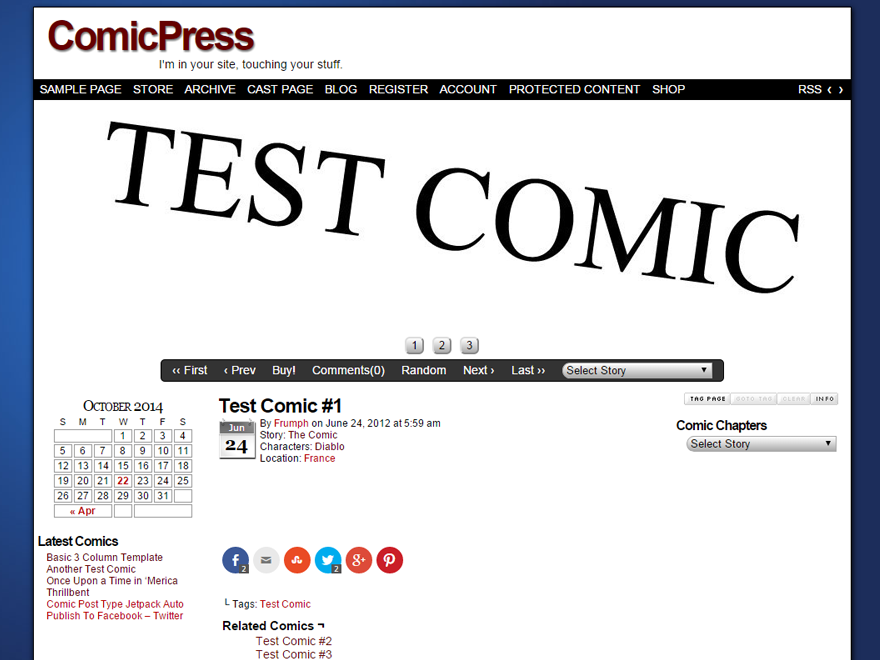 ComicPress
I'm in your site, touching your stuff.
SAMPLE PAGE STORE ARCHIVE CAST PAGE BLOG REGISTER ACCOUNT PROTECTED CONTENT SHOP RSS ‹ ›
TEST COMIC
1 2 3
‹‹ First ‹ Prev Buy! Comments(0) Random Next › Last ›› Select Story
October 2014
S M T W T F S
1 2 3 4
5 6 7 8 9 10 11
12 13 14 15 16 17 18
19 20 21 22 23 24 25
26 27 28 29 30 31
« Apr
Latest Comics
Basic 3 Column Template
Another Test Comic
Once Upon a Time in ‘Merica
Thrillbent
Comic Post Type Jetpack Auto
Publish To Facebook – Twitter
Test Comic #1
Jun
24
By Frumph on June 24, 2012 at 5:59 am
Story: The Comic
Characters: Diablo
Location: France
2 2
└ Tags: Test Comic
Related Comics ¬
Test Comic #2
Test Comic #3
TAG PAGE GOTO TAG CLEAR INFO
Comic Chapters
Select Story